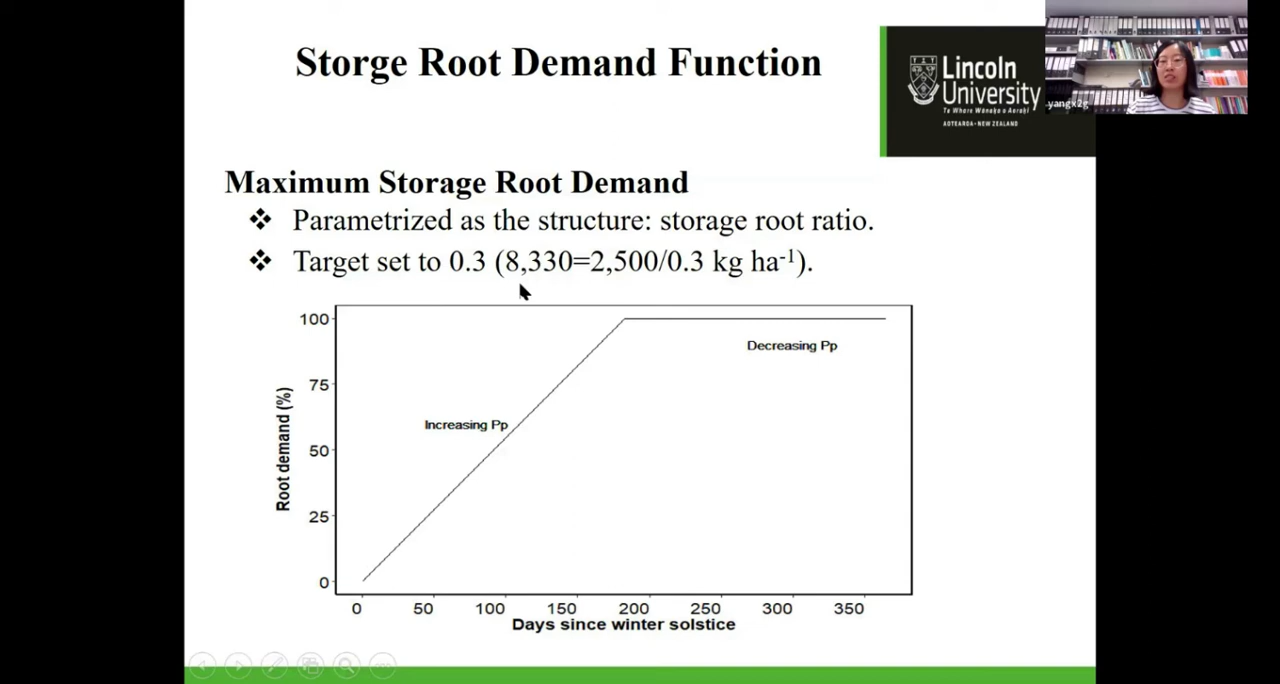 Storge Root Demand Function
Lincoln
University
Te Whare Wānaka o Aoraki
AOTEAROA • NEW ZEALAND
yangx2g
Maximum Storage Root Demand
❖ Parametrized as the structure: storage root ratio.
❖ Target set to 0.3 (8,330=2,500/0.3 kg ha⁻¹).
100
75
50
25
0
Root demand (%)
Increasing Pp
Decreasing Pp
0 50 100 150 200 250 300 350
Days since winter solstice